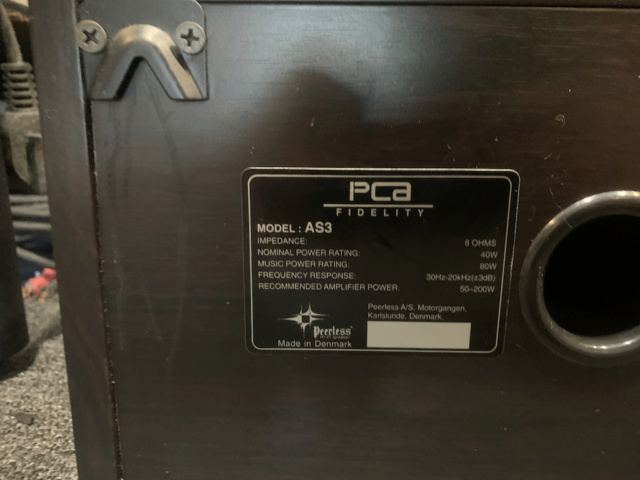 PCA
FIDELITY
MODEL : AS3
IMPEDANCE: 8 OHMS
NOMINAL POWER RATING: 40W
MUSIC POWER RATING: 80W
FREQUENCY RESPONSE: 30Hz-20kHz(±3dB)
RECOMMENDED AMPLIFIER POWER: 50-200W
Peerless A/S, Motorgangen,
Karlslunde, Denmark.
Peerless
Made in Denmark